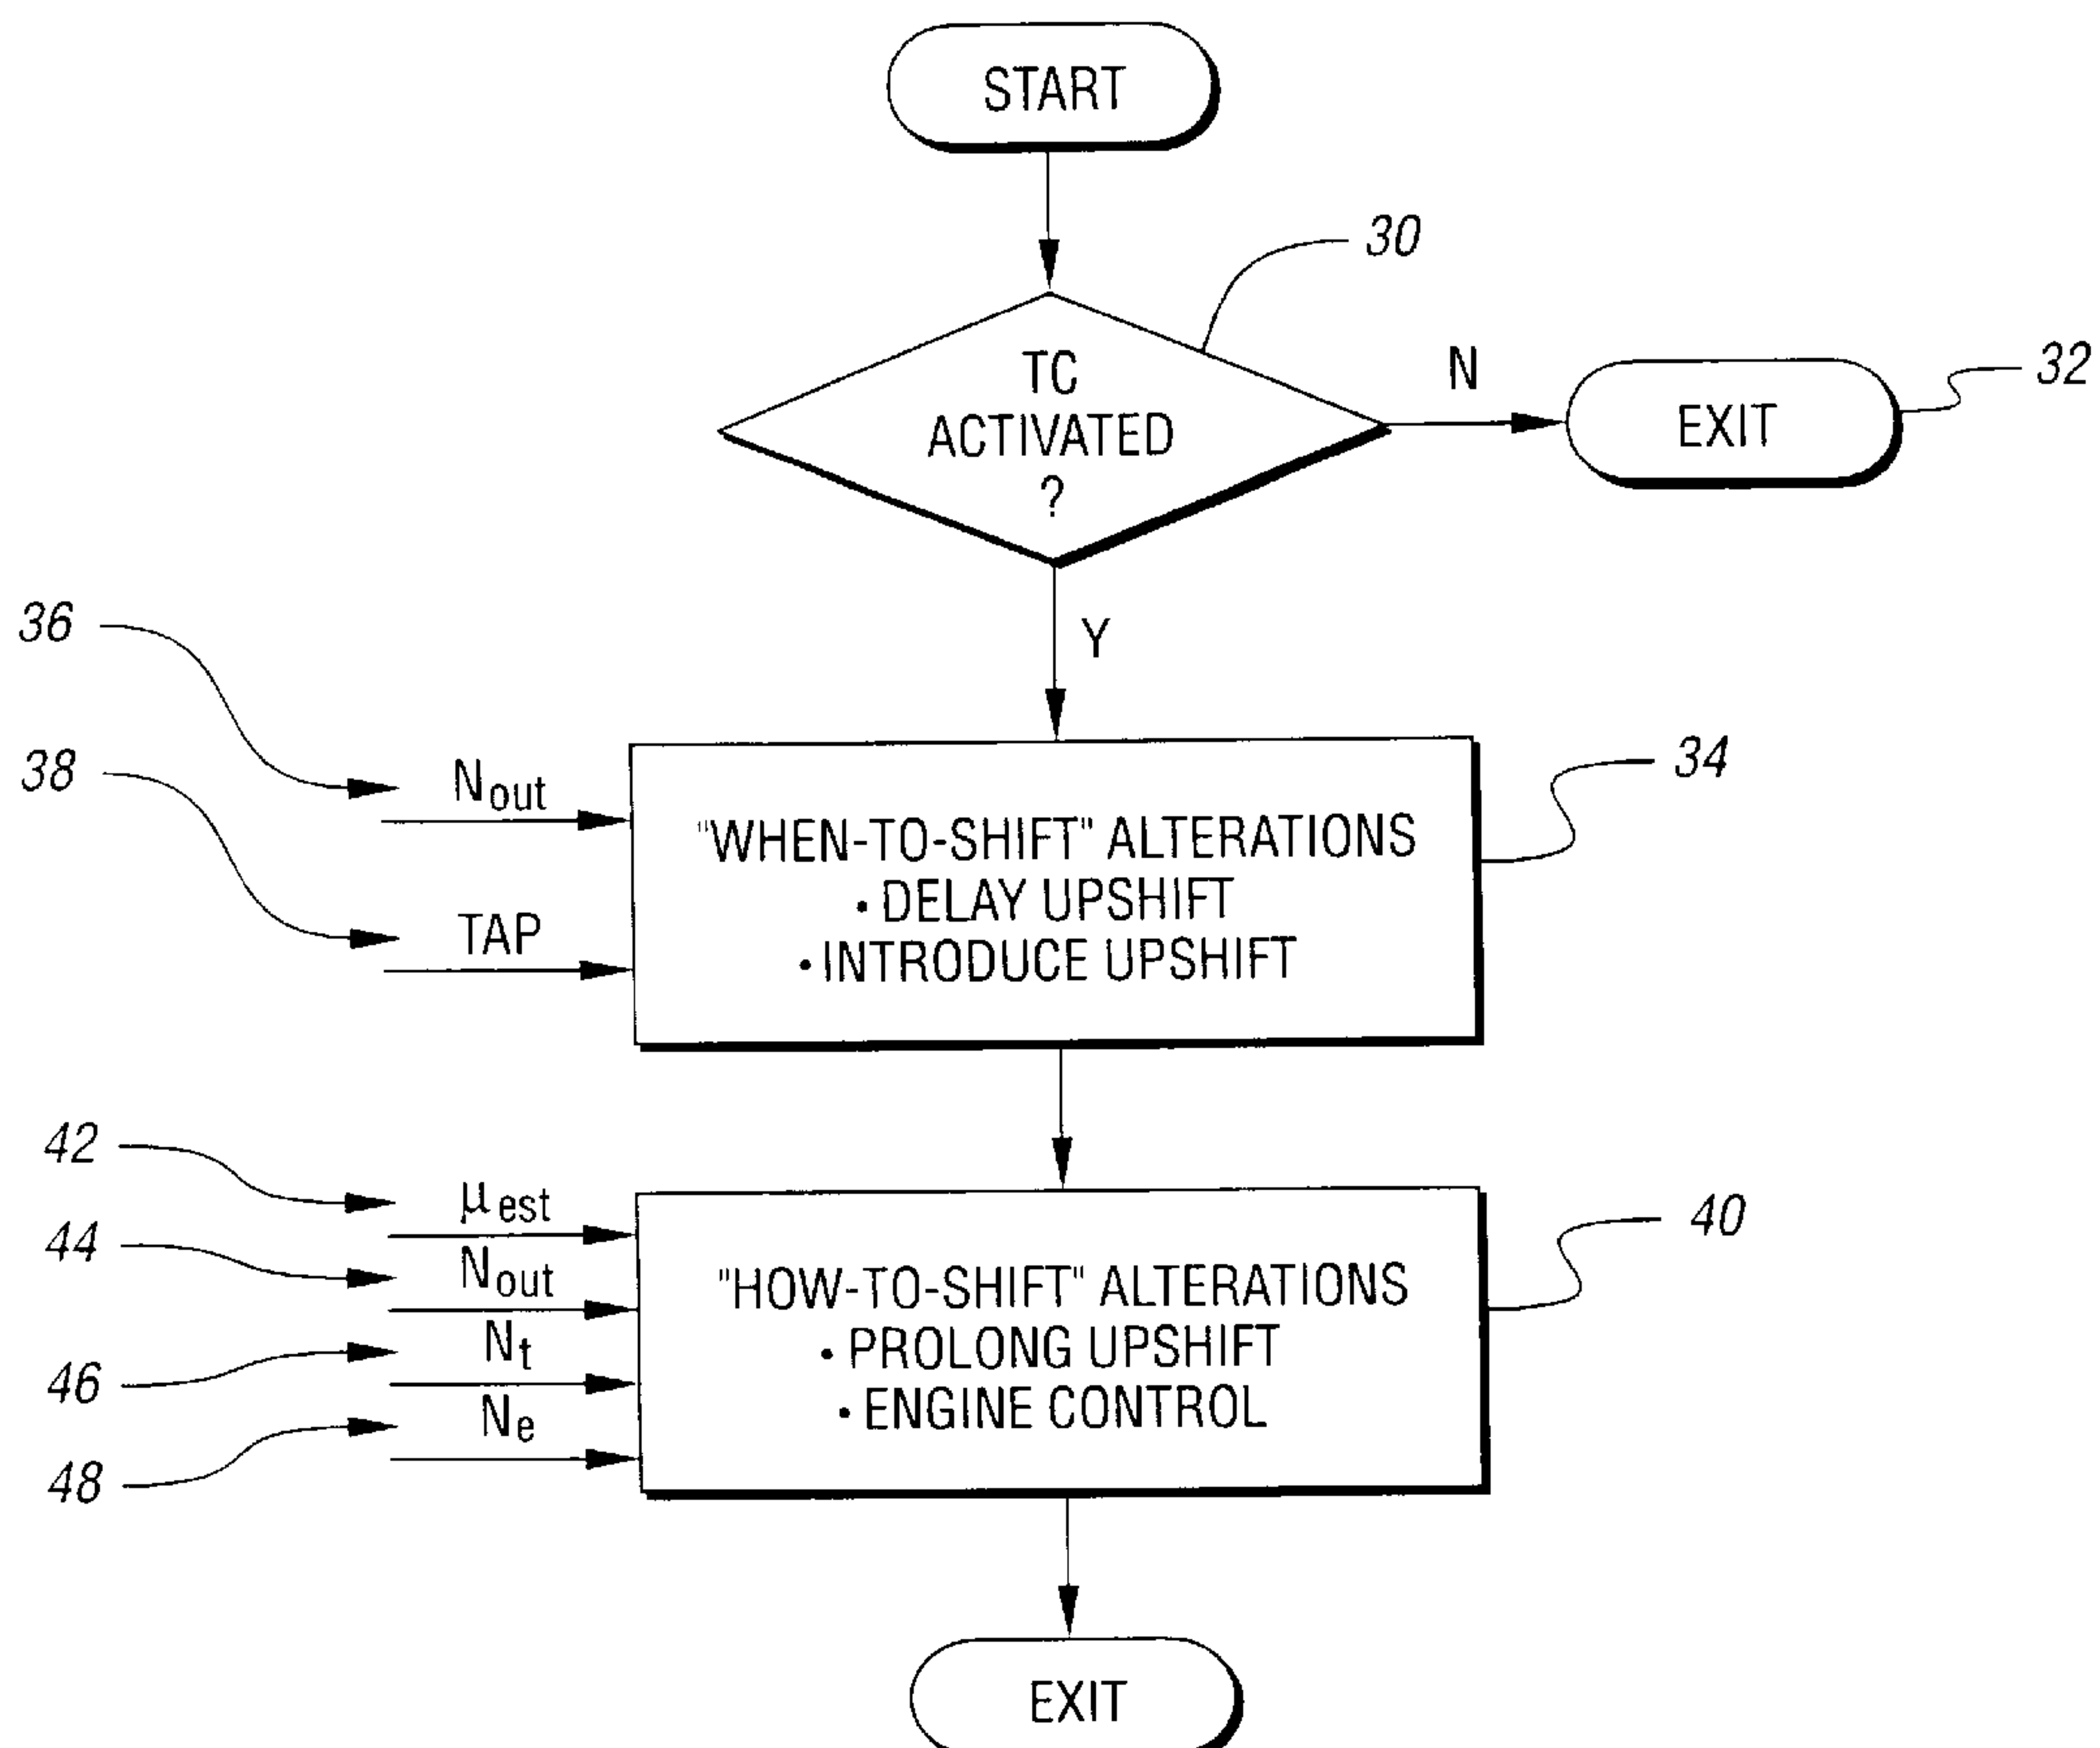 START
30
TC
ACTIVATED
?
N
EXIT
32
Y
36
Nout
38
TAP
"WHEN-TO-SHIFT" ALTERATIONS
• DELAY UPSHIFT
• INTRODUCE UPSHIFT
34
42
μest
44
Nout
46
Nt
48
Ne
"HOW-TO-SHIFT" ALTERATIONS
• PROLONG UPSHIFT
• ENGINE CONTROL
40
EXIT